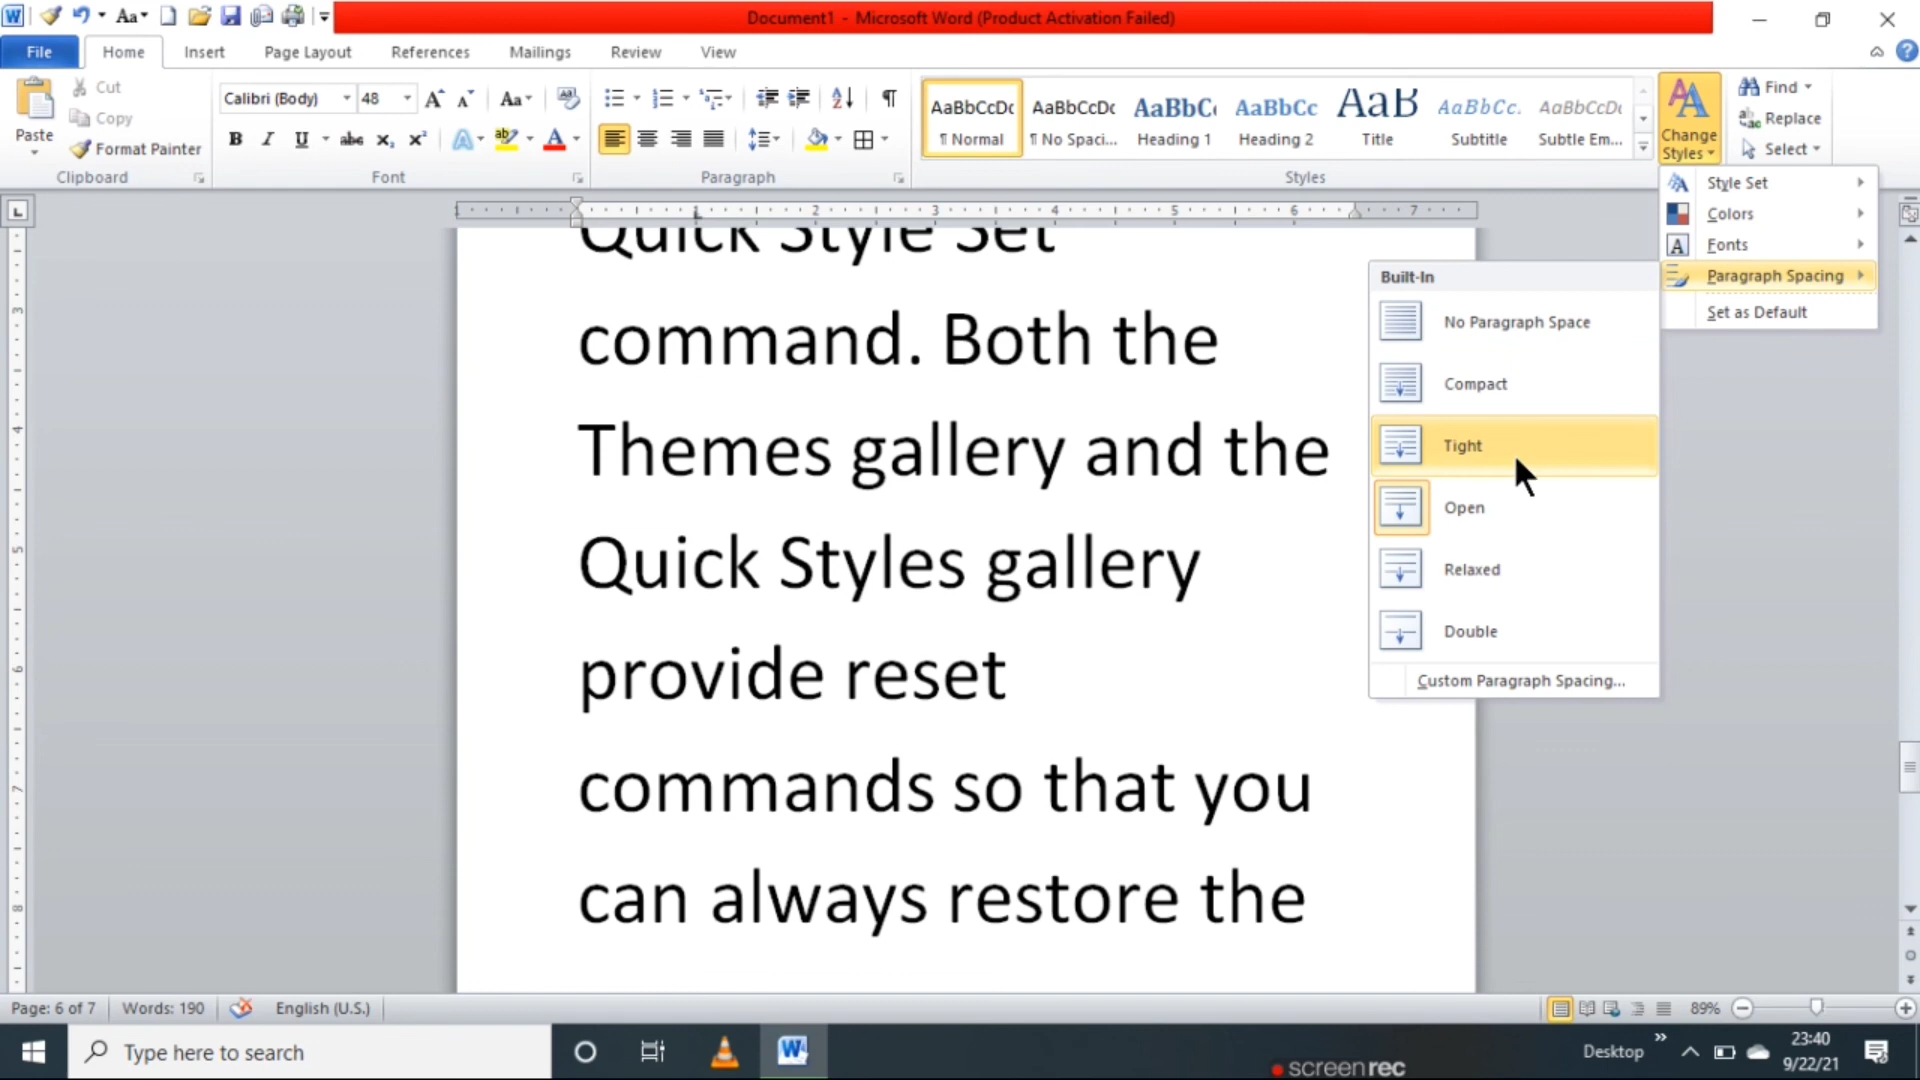 Document1 - Microsoft Word (Product Activation Failed)
File Home Insert Page Layout References Mailings Review View
Paste
Cut
Copy
Format Painter
Clipboard
Calibri (Body) 48
Font
Paragraph
AaBbCcDc AaBbCcDc AaBbC AaBbCc AaB AaBbCc. AaBbCcDc
¶ Normal ¶ No Spaci... Heading 1 Heading 2 Title Subtitle Subtle Em...
Styles
Change
Styles
Find
Replace
Select
Style Set
Colors
Fonts
Paragraph Spacing
Set as Default
Built-In
No Paragraph Space
Compact
Tight
Open
Relaxed
Double
Custom Paragraph Spacing...
Quick Style Set
command. Both the
Themes gallery and the
Quick Styles gallery
provide reset
commands so that you
can always restore the
Page: 6 of 7 Words: 190 English (U.S.) 89%
Type here to search
screenrec
Desktop
23:40
9/22/21